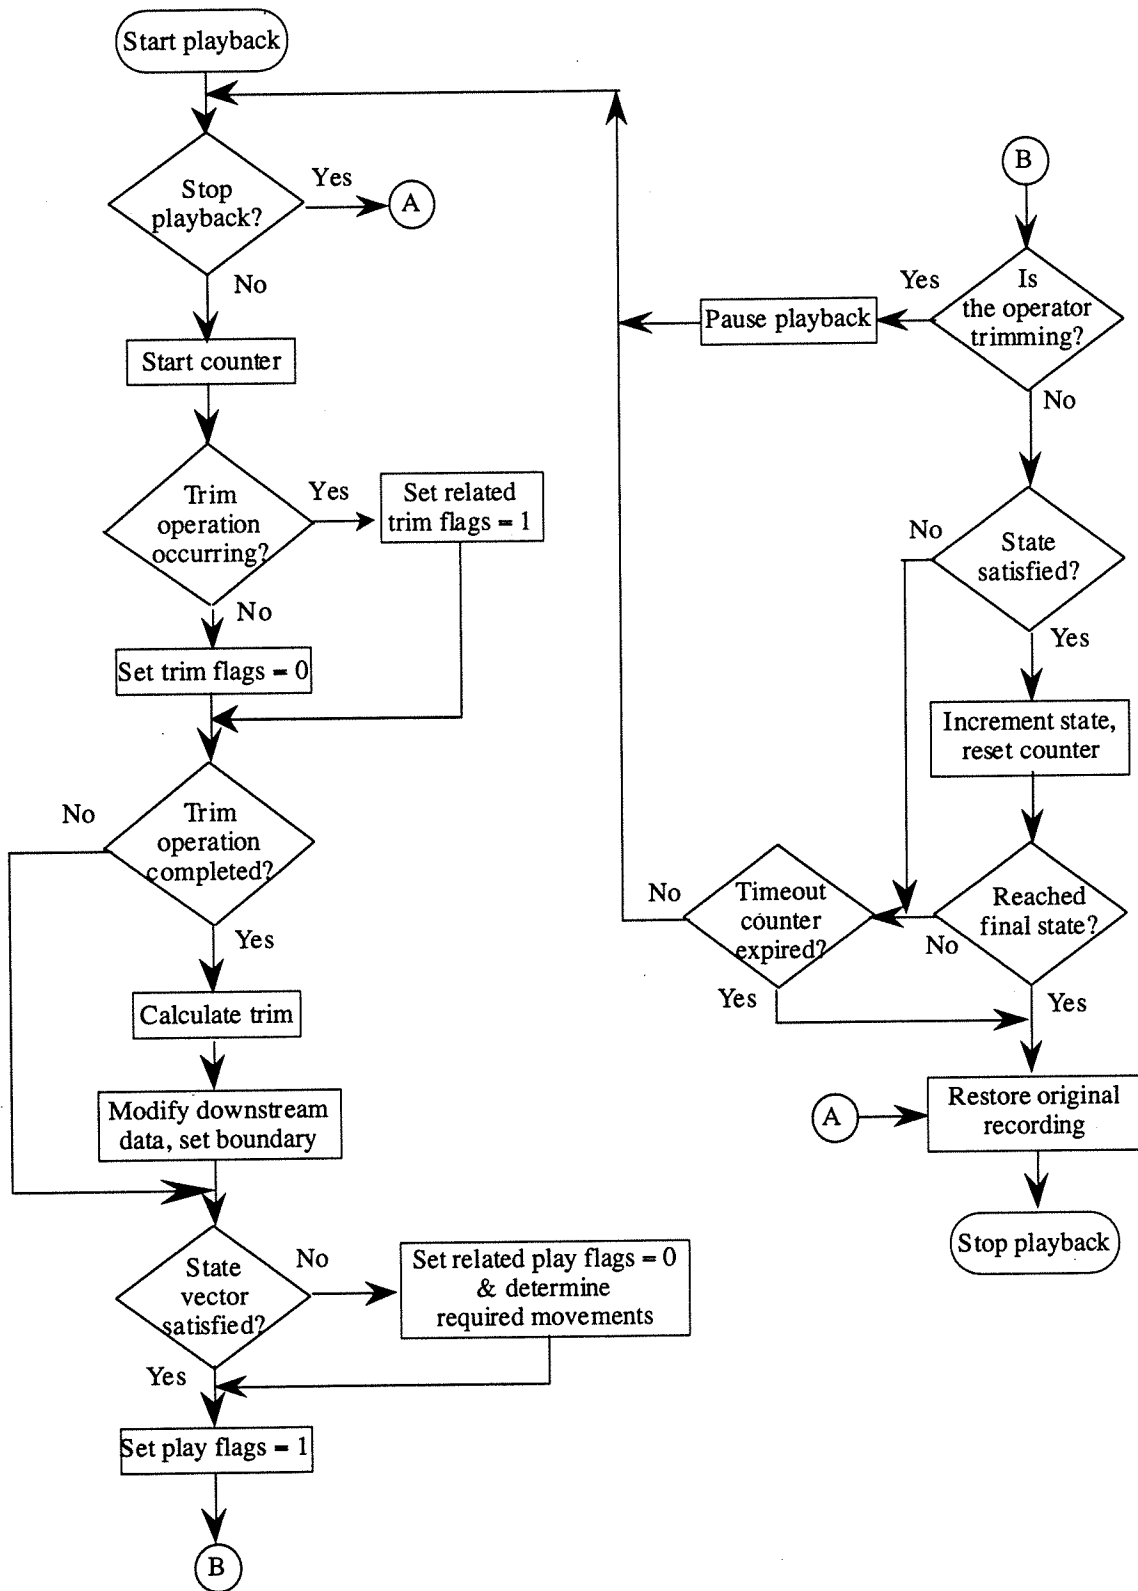 Start playback
Stop
playback?
Yes
A
No
Start counter
Trim
operation
occurring?
Yes
Set related
trim flags = 1
No
Set trim flags = 0
Trim
operation
completed?
No
Yes
Calculate trim
Modify downstream
data, set boundary
State
vector
satisfied?
No
Set related play flags = 0
& determine
required movements
Yes
Set play flags = 1
B
B
Is
the operator
trimming?
Yes
Pause playback
No
State
satisfied?
No
Yes
Increment state,
reset counter
Reached
final state?
No
Timeout
counter
expired?
No
Yes
Yes
A
Restore original
recording
Stop playback